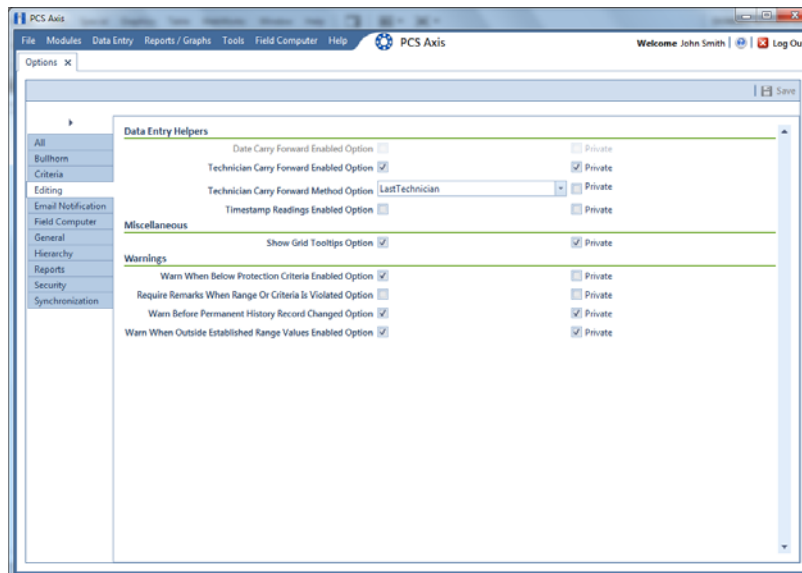 PCS Axis
File Modules Data Entry Reports / Graphs Tools Field Computer Help PCS Axis Welcome John Smith | | Log Ou
Options x
Save
All
Bullhorn
Criteria
Editing
Email Notification
Field Computer
General
Hierarchy
Reports
Security
Synchronization
Data Entry Helpers
Date Carry Forward Enabled Option Private
Technician Carry Forward Enabled Option Private
Technician Carry Forward Method Option LastTechnician Private
Timestamp Readings Enabled Option Private
Miscellaneous
Show Grid Tooltips Option Private
Warnings
Warn When Below Protection Criteria Enabled Option Private
Require Remarks When Range Or Criteria Is Violated Option Private
Warn Before Permanent History Record Changed Option Private
Warn When Outside Established Range Values Enabled Option Private